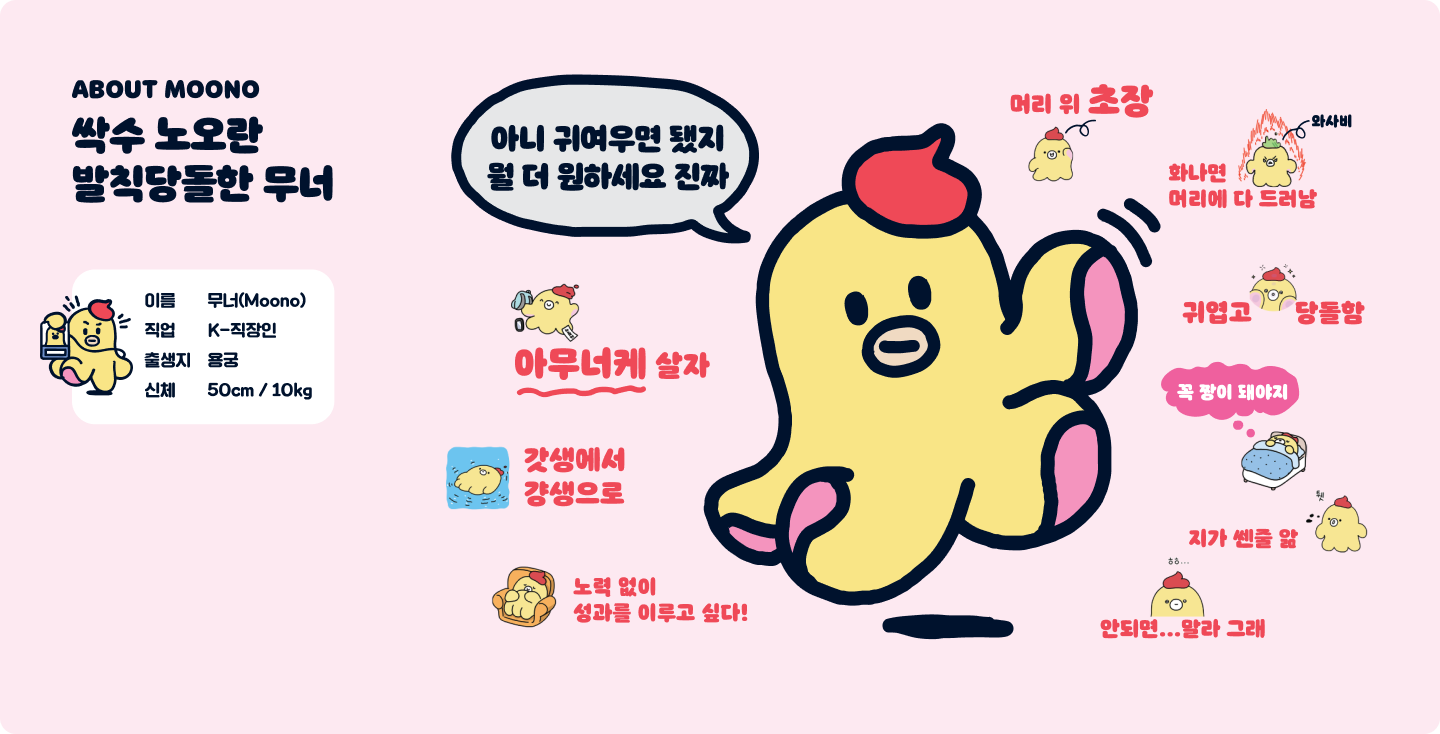 ABOUT MOONO
싹수 노오란
발칙당돌한 무너
이름 무너(Moono)
직업 K-직장인
출생지 용궁
신체 50cm / 10kg
아니 귀여우면 됐지
뭘 더 원하세요 진짜
아무너케 살자
갓생에서
걍생으로
노력 없이
성과를 이루고 싶다!
머리 위 초장
와사비
화나면
머리에 다 드러남
귀엽고 당돌함
꼭 짱이 돼야지
퉷
지가 쎈줄 앎
ㅎㅎ...
안되면...말라 그래